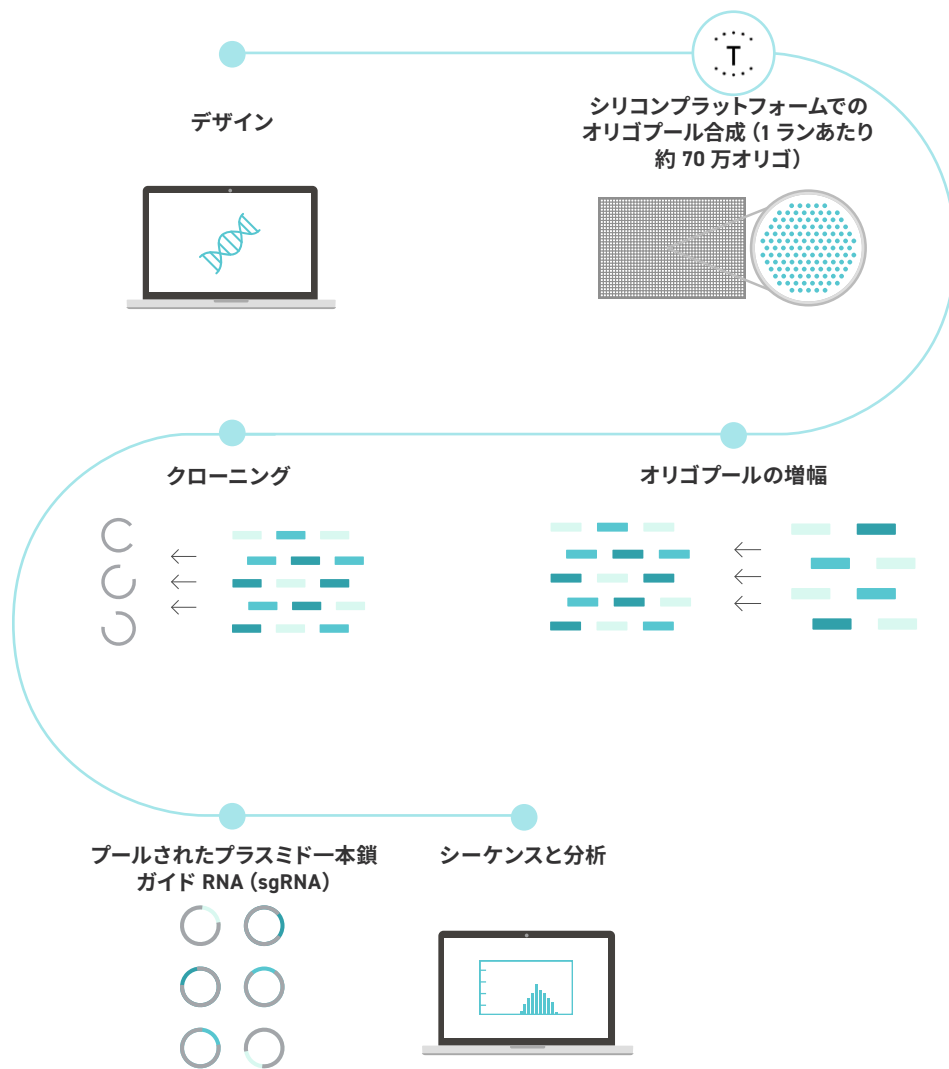 デザイン
T
シリコンプラットフォームでの
オリゴプール合成（1 ランあたり
約 70 万オリゴ）
クローニング
オリゴプールの増幅
プールされたプラスミド一本鎖
ガイド RNA（sgRNA）
シーケンスと分析